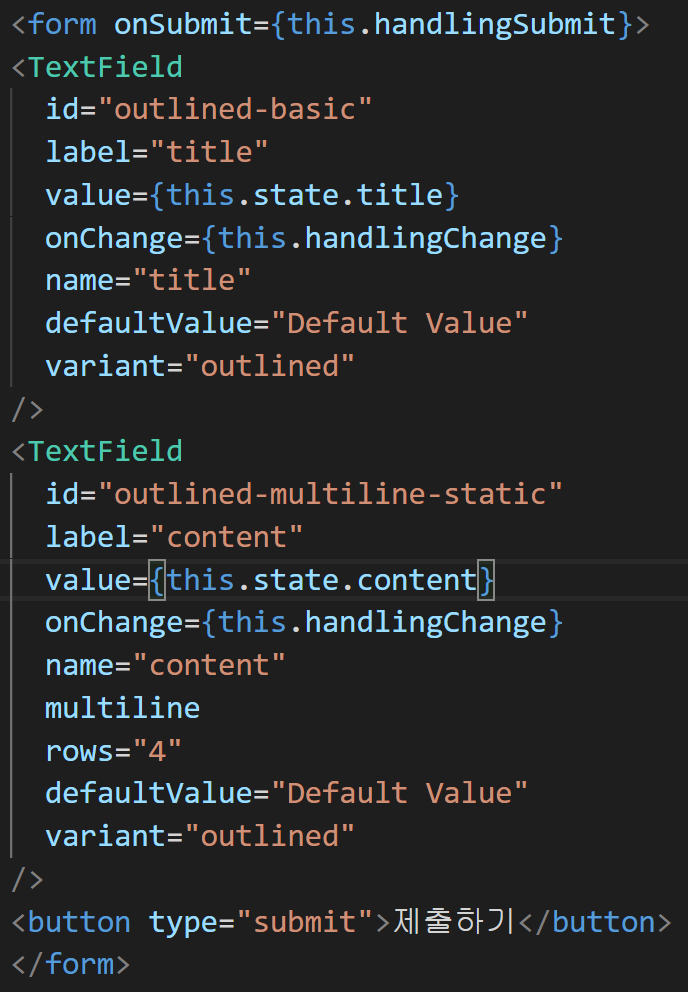 <form onSubmit={this.handlingSubmit}>
<TextField
  id="outlined-basic"
  label="title"
  value={this.state.title}
  onChange={this.handlingChange}
  name="title"
  defaultValue="Default Value"
  variant="outlined"
/>
<TextField
  id="outlined-multiline-static"
  label="content"
  value={this.state.content}
  onChange={this.handlingChange}
  name="content"
  multiline
  rows="4"
  defaultValue="Default Value"
  variant="outlined"
/>
<button type="submit">제출하기</button>
</form>